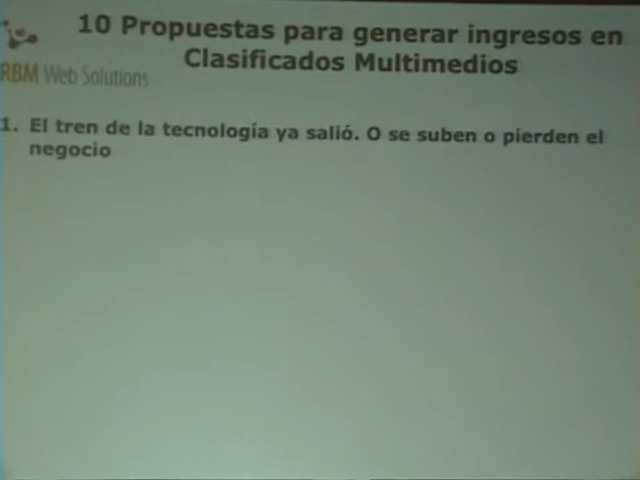 10 Propuestas para generar ingresos en
Clasificados Multimedios
RBM Web Solutions
1. El tren de la tecnología ya salió. O se suben o pierden el
negocio